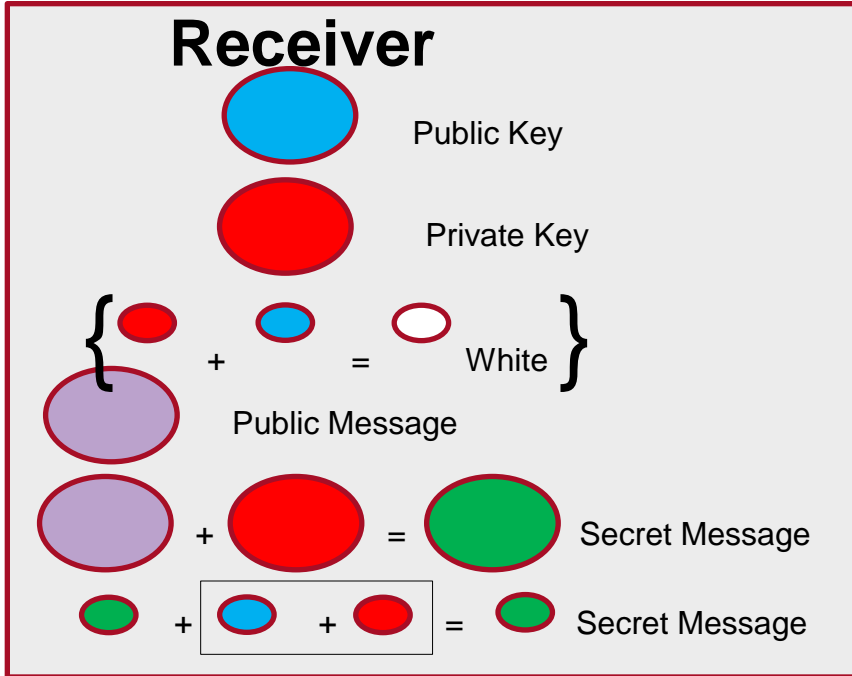 Receiver
Public Key
Private Key
{ + = White }
Public Message
+ = Secret Message
+ + = Secret Message